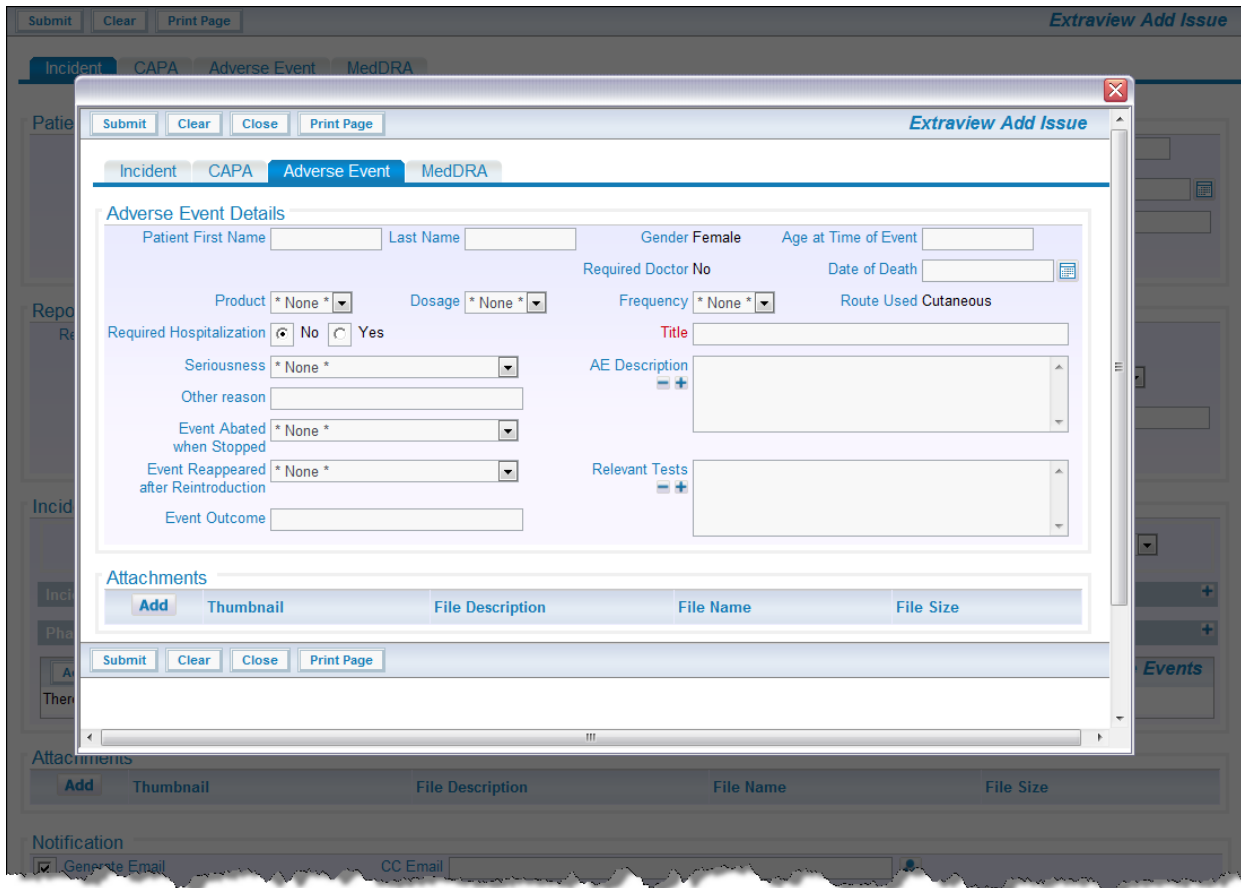 Submit Clear Print Page Extraview Add Issue
Incident CAPA Adverse Event MedDRA
Submit Clear Close Print Page Extraview Add Issue
Incident CAPA Adverse Event MedDRA
Adverse Event Details
Patient First Name Last Name Gender Female Age at Time of Event
Required Doctor No Date of Death
Product * None * Dosage * None * Frequency * None * Route Used Cutaneous
Required Hospitalization No Yes Title
Seriousness * None * AE Description
Other reason
Event Abated * None *
when Stopped
Event Reappeared * None * Relevant Tests
after Reintroduction
Event Outcome
Attachments
Add Thumbnail File Description File Name File Size
Submit Clear Close Print Page
Events
Attachments
Add Thumbnail File Description File Name File Size
Notification
Generate Email CC Email